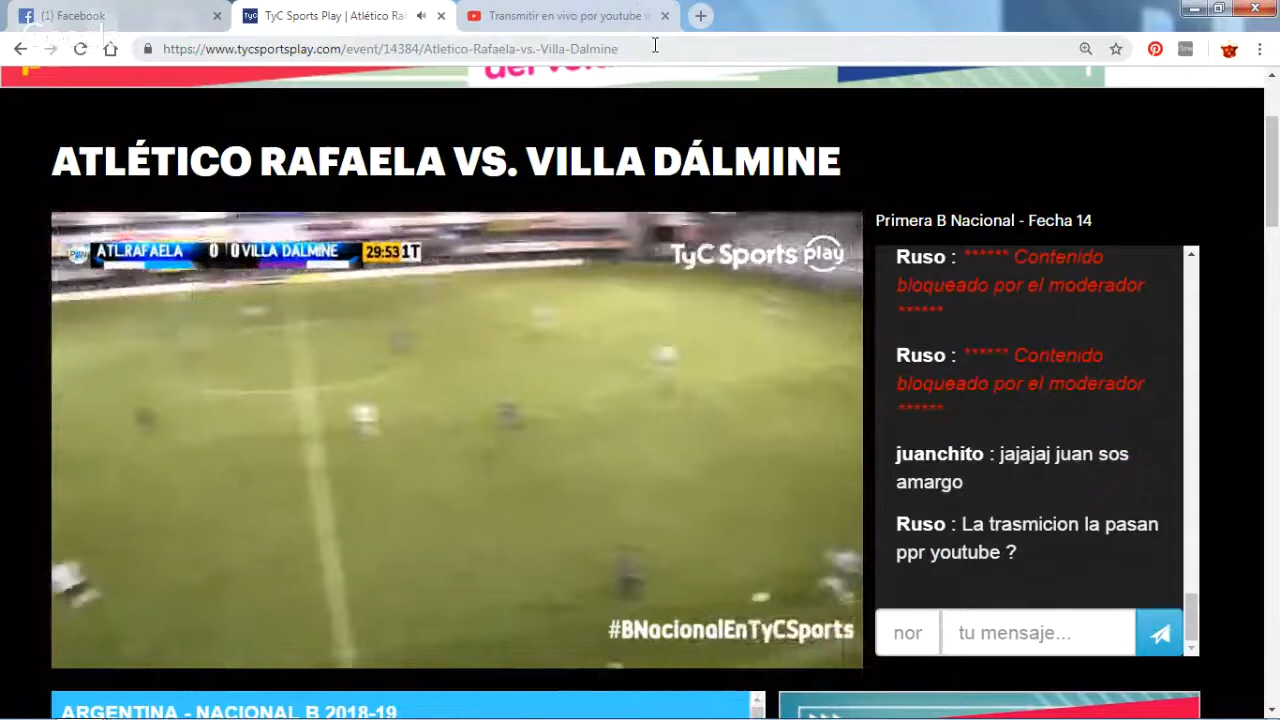 Facebook
TyC Sports Play | Atlético Ra
Transmitir en vivo por youtube
https://www.tycsportsplay.com/event/14384/Atletico-Rafaela-vs.-Villa-Dalmine
ATLÉTICO RAFAELA VS. VILLA DÁLMINE
ATL.RAFAELA 0 0 VILLA DALMINE 29:53 1T
TyC Sports play
#BNacionalEnTyCSports
Primera B Nacional - Fecha 14
Ruso : ****** Contenido
bloqueado por el moderador
******
Ruso : ****** Contenido
bloqueado por el moderador
******
juanchito : jajajaj juan sos
amargo
Ruso : La trasmicion la pasan
ppr youtube ?
nor
tu mensaje...
ARGENTINA - NACIONAL B 2018-19